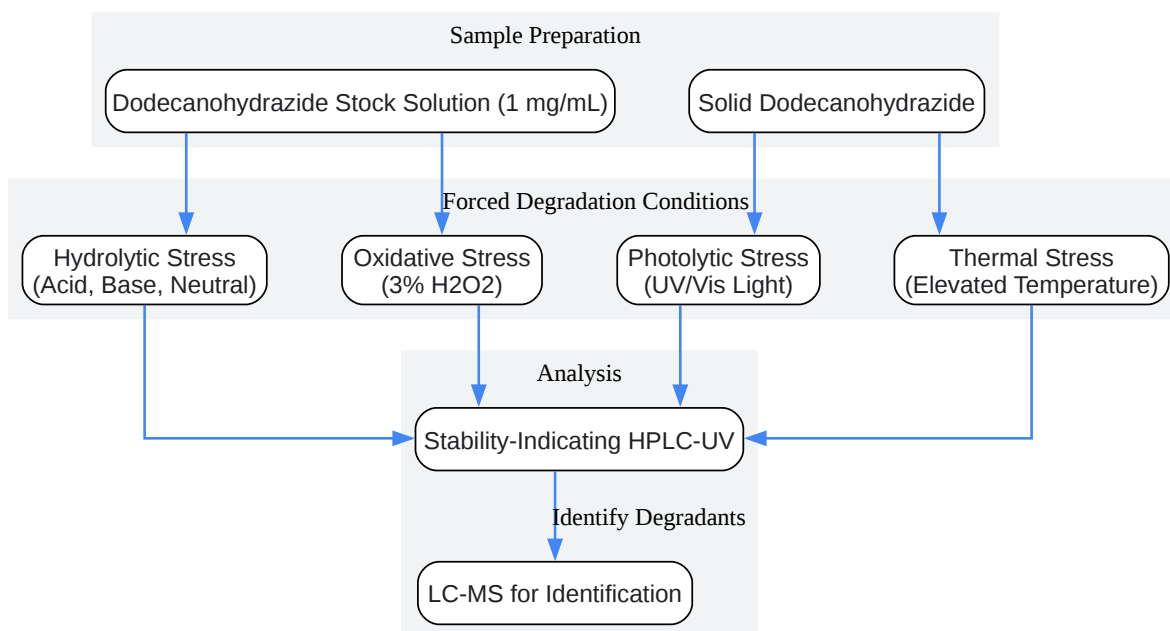 Sample Preparation
Dodecanohydrazide Stock Solution (1 mg/mL)
Solid Dodecanohydrazide
Forced Degradation Conditions
Hydrolytic Stress
(Acid, Base, Neutral)
Oxidative Stress
(3% H2O2)
Photolytic Stress
(UV/Vis Light)
Thermal Stress
(Elevated Temperature)
Analysis
Stability-Indicating HPLC-UV
Identify Degradants
LC-MS for Identification